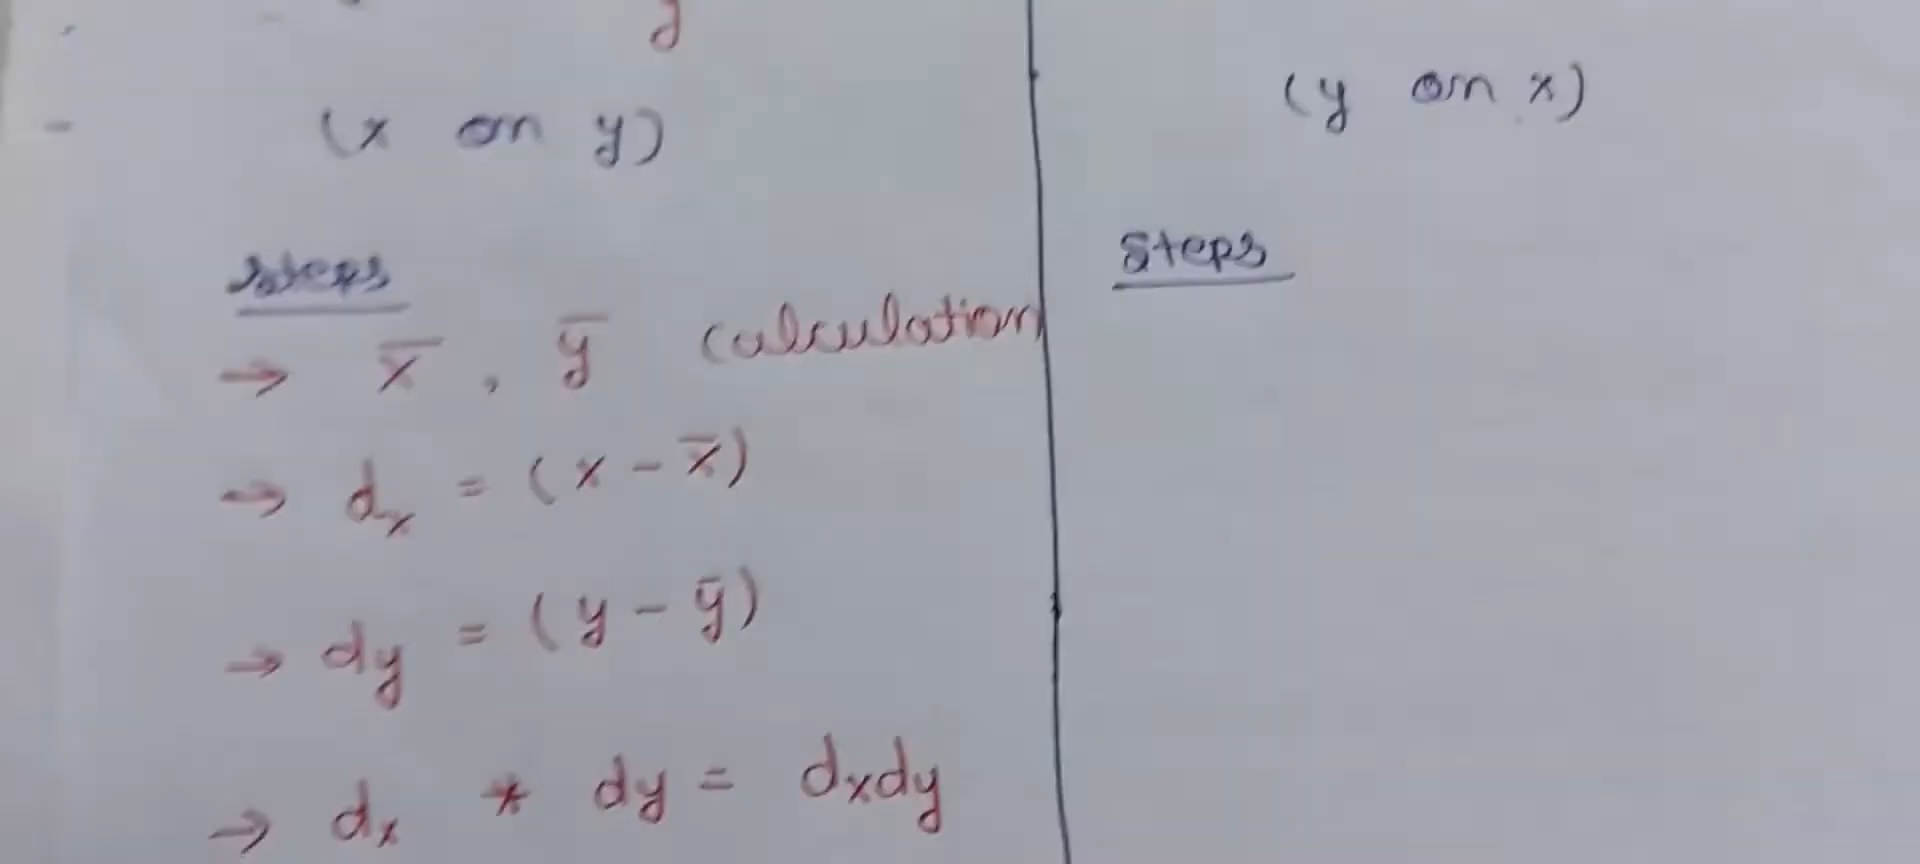 (x on y)
Steps
→ x̅ , y̅ calculation
→ dx = (x - x̅)
→ dy = (y - y̅)
→ dx * dy = dxdy
(y on x)
Steps